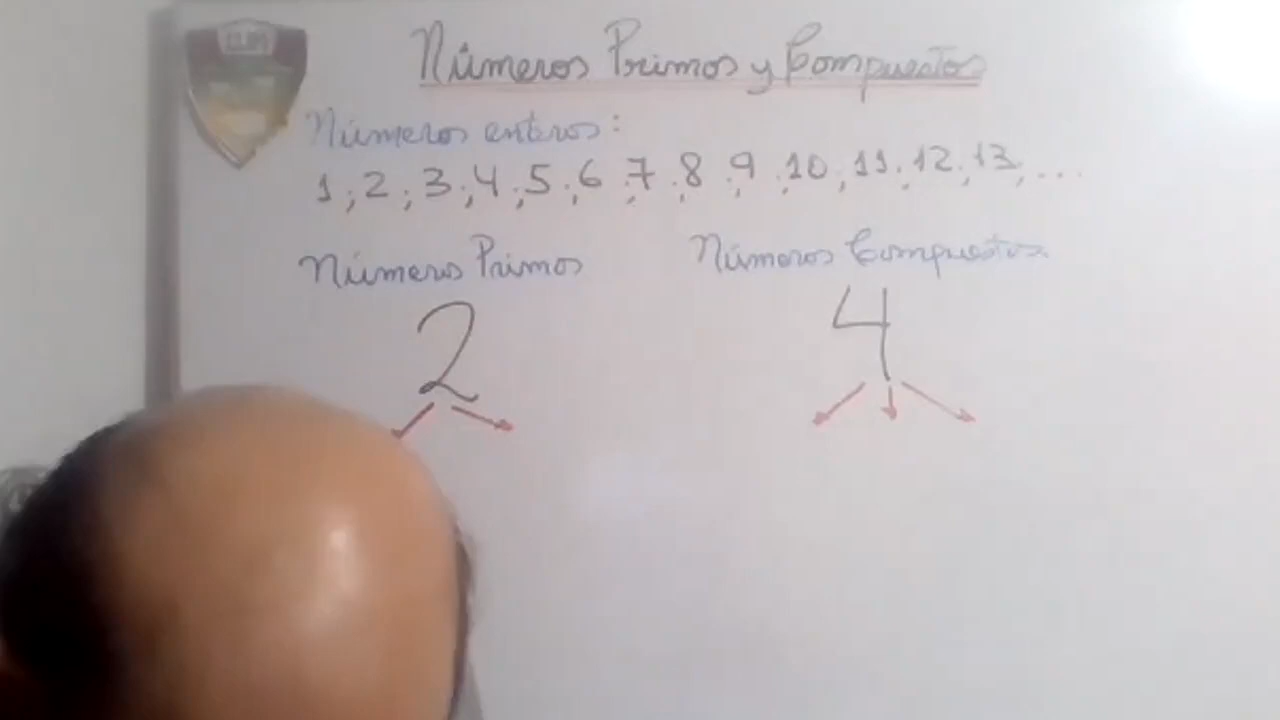 Números Primos y Compuestos
Números enteros:
1; 2; 3; 4; 5; 6; 7; 8; 9; 10; 11; 12; 13; ...
Números Primos
Números Compuestos
2
4